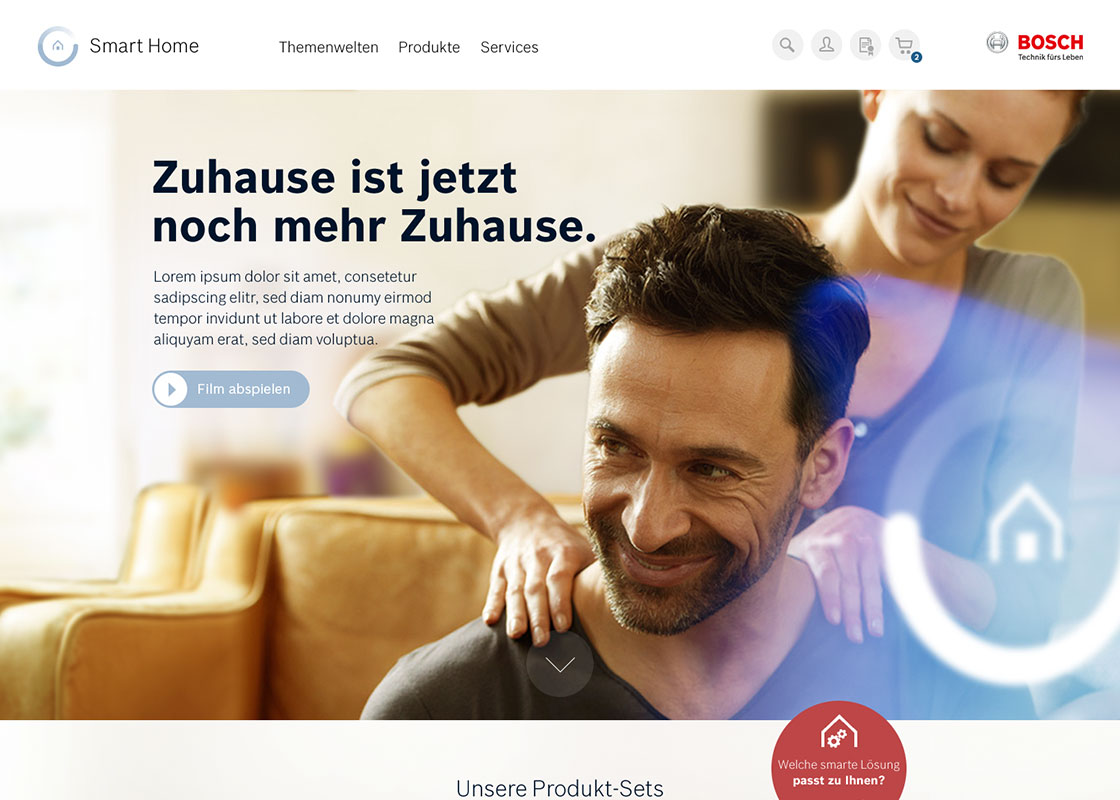 Smart Home
Themenwelten Produkte Services
2
BOSCH
Technik fürs Leben
Zuhause ist jetzt
noch mehr Zuhause.
Lorem ipsum dolor sit amet, consetetur
sadipscing elitr, sed diam nonumy eirmod
tempor invidunt ut labore et dolore magna
aliquyam erat, sed diam voluptua.
Film abspielen
Welche smarte Lösung
passt zu Ihnen?
Unsere Produkt-Sets